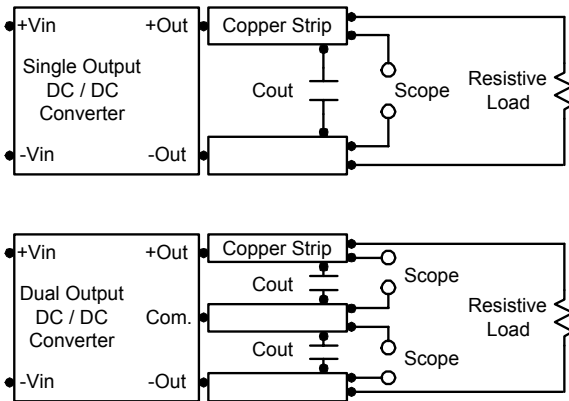 +Vin
+Out
Copper Strip
Single Output
DC / DC
Converter
Cout
Scope
Resistive
Load
-Vin
-Out
+Vin
+Out
Copper Strip
Cout
Scope
Dual Output
DC / DC
Converter
Com.
Resistive
Load
Cout
Scope
-Vin
-Out